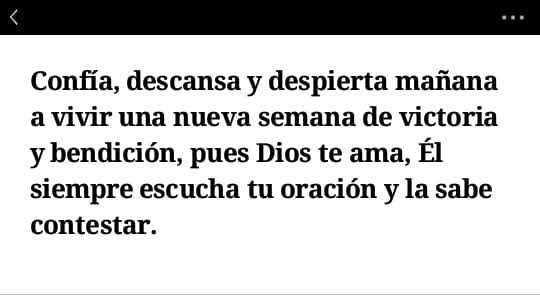 Confía, descansa y despierta mañana
a vivir una nueva semana de victoria
y bendición, pues Dios te ama, Él
siempre escucha tu oración y la sabe
contestar.